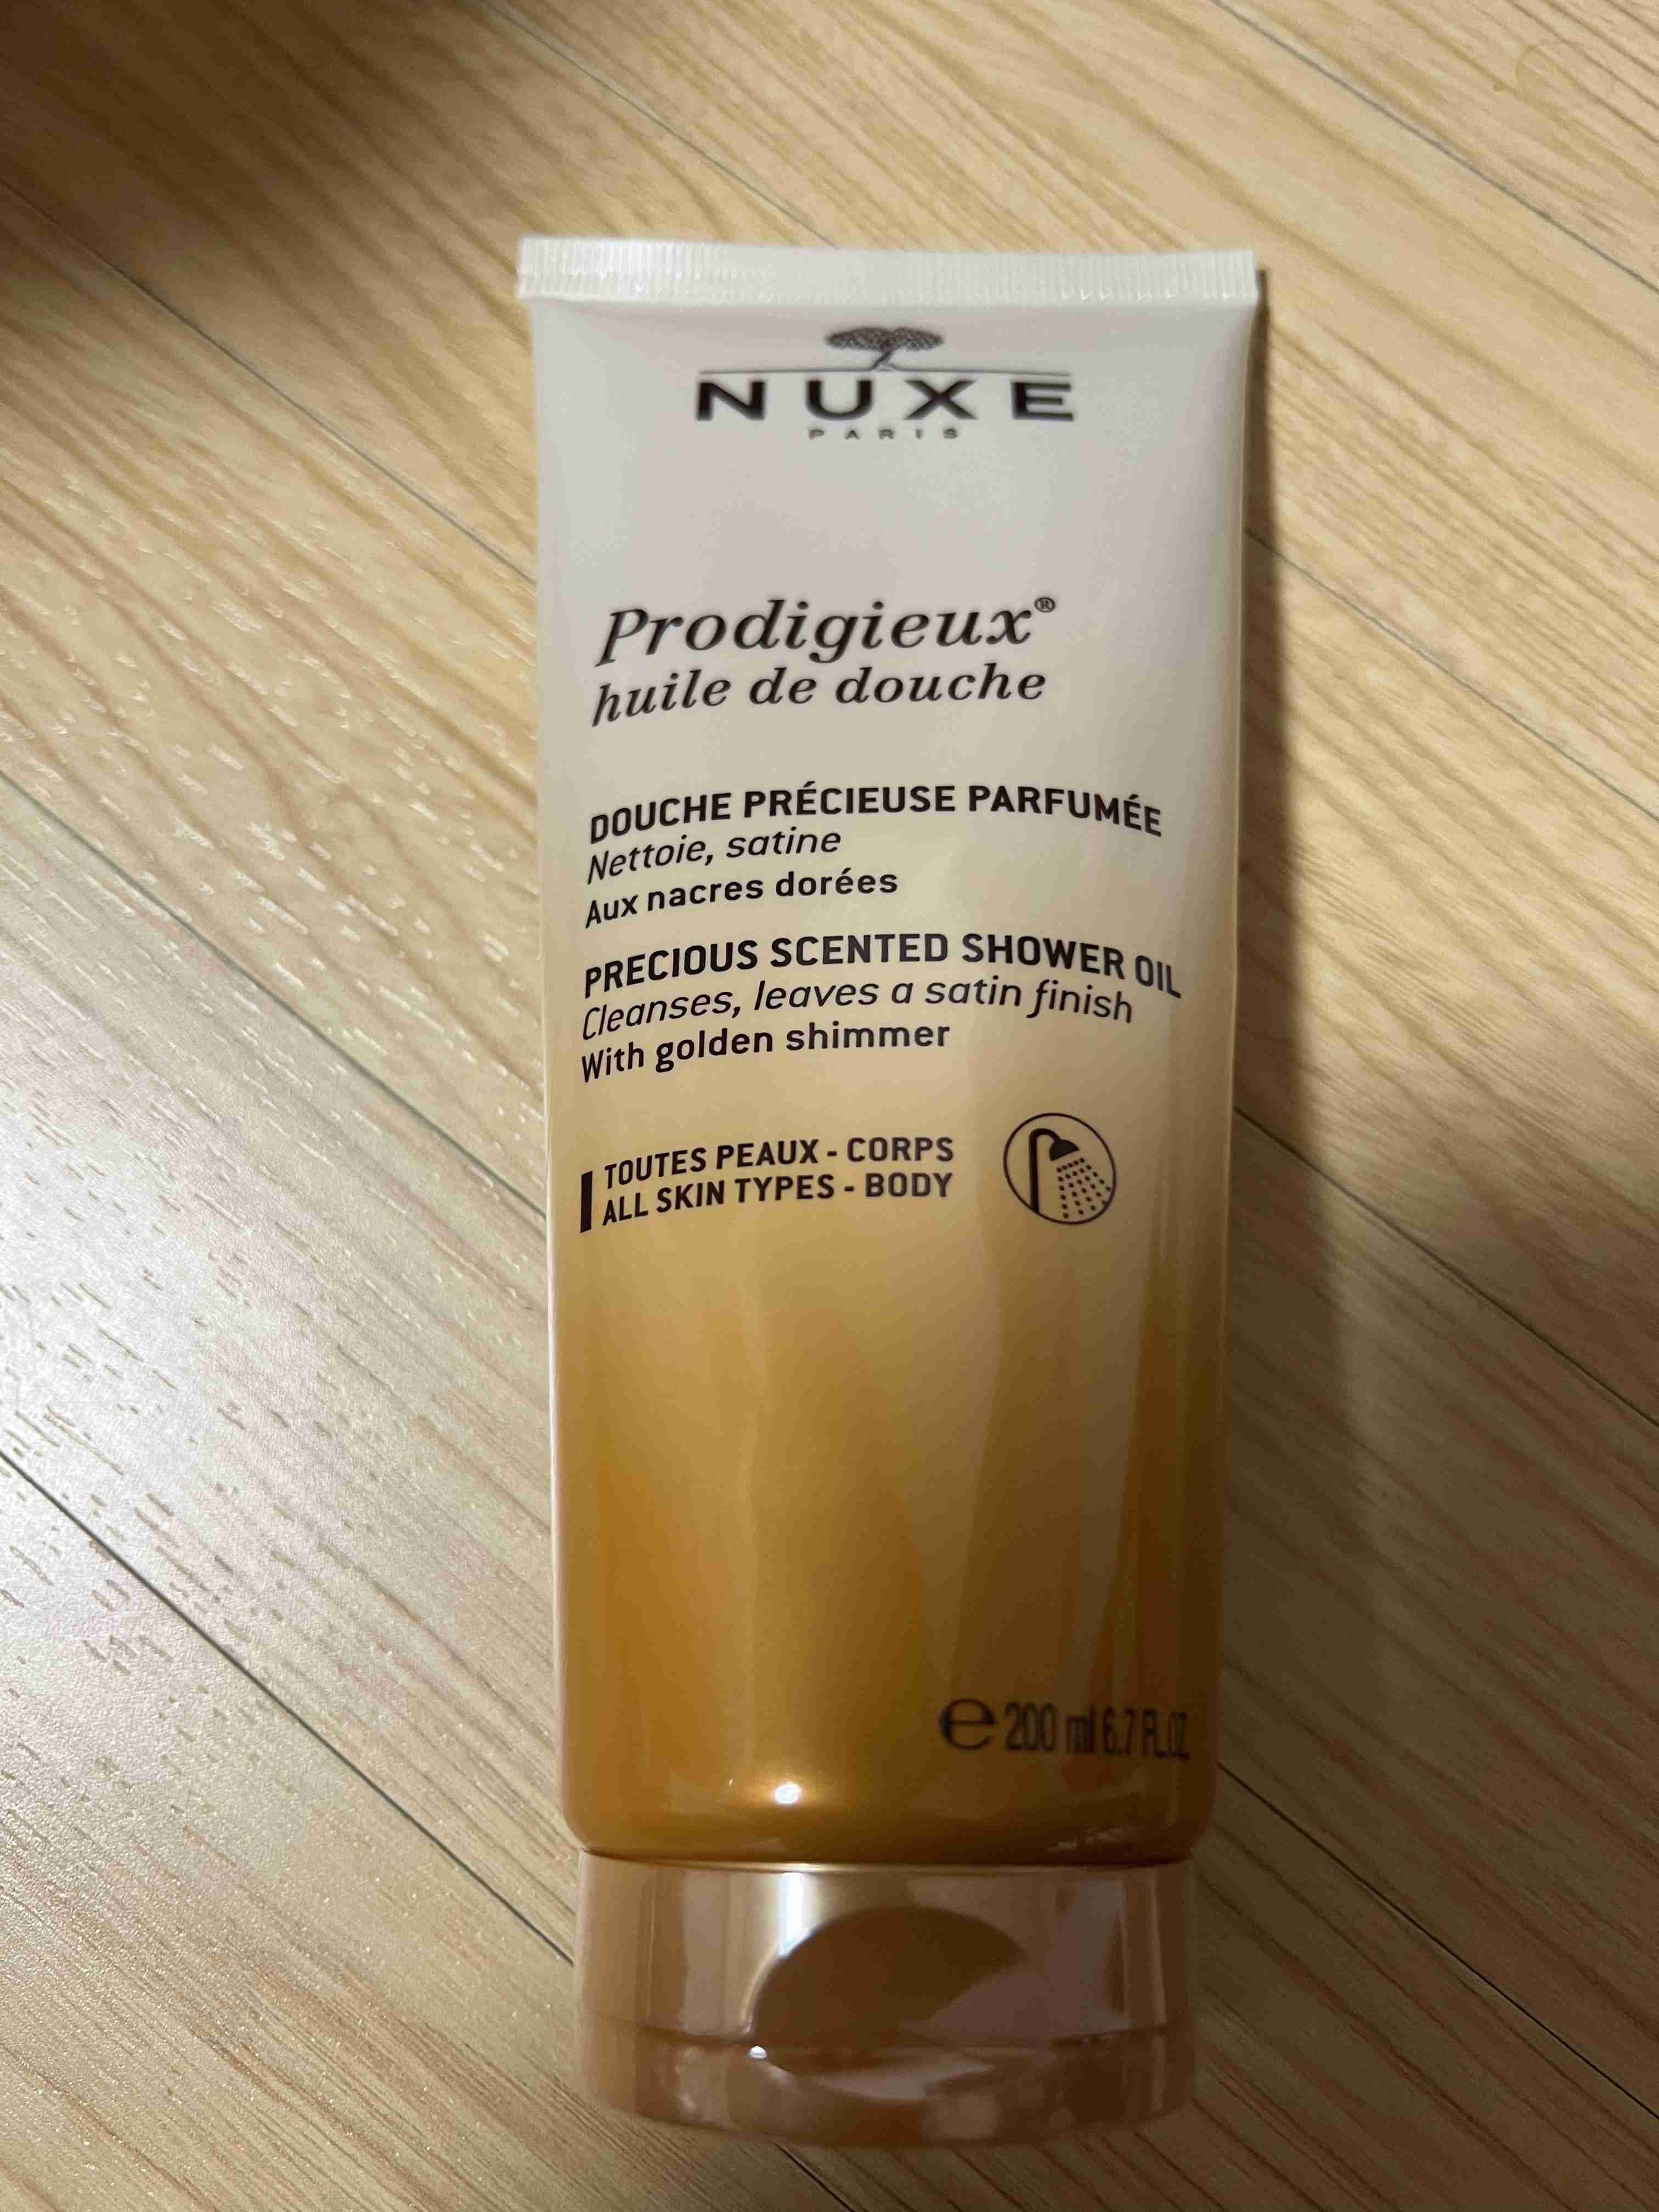 NUXE
PARIS
Prodigieux®
huile de douche
DOUCHE PRÉCIEUSE PARFUMÉE
Nettoie, satine
Aux nacres dorées
PRECIOUS SCENTED SHOWER OIL
Cleanses, leaves a satin finish
With golden shimmer
TOUTES PEAUX - CORPS
ALL SKIN TYPES - BODY
℮ 200 ml 6.7 FL.OZ